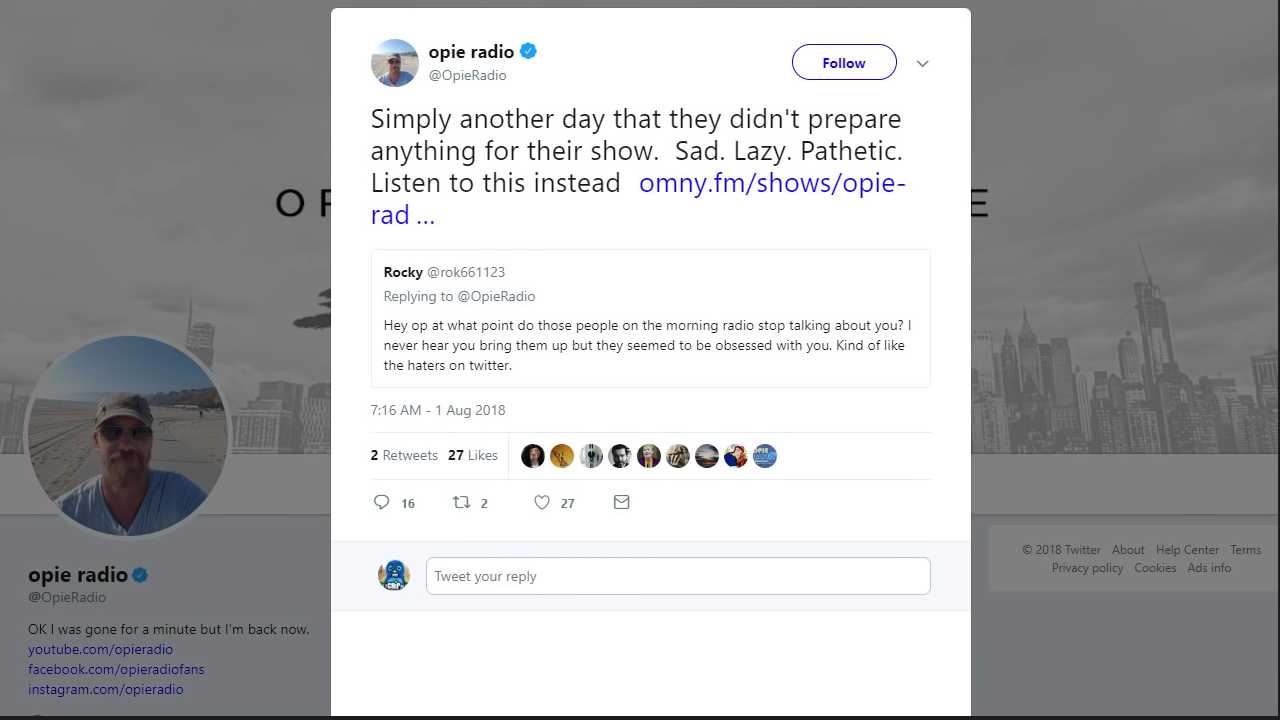 opie radio
@OpieRadio
Follow
Simply another day that they didn't prepare
anything for their show.  Sad. Lazy. Pathetic.
Listen to this instead  omny.fm/shows/opie-
rad ...
Rocky @rok661123
Replying to @OpieRadio
Hey op at what point do those people on the morning radio stop talking about you? I
never hear you bring them up but they seemed to be obsessed with you. Kind of like
the haters on twitter.
7:16 AM - 1 Aug 2018
2 Retweets 27 Likes
16 2 27
Tweet your reply
O
E
opie radio
@OpieRadio
OK I was gone for a minute but I'm back now.
youtube.com/opieradio
facebook.com/opieradiofans
instagram.com/opieradio
© 2018 Twitter About Help Center Terms
Privacy policy Cookies Ads info